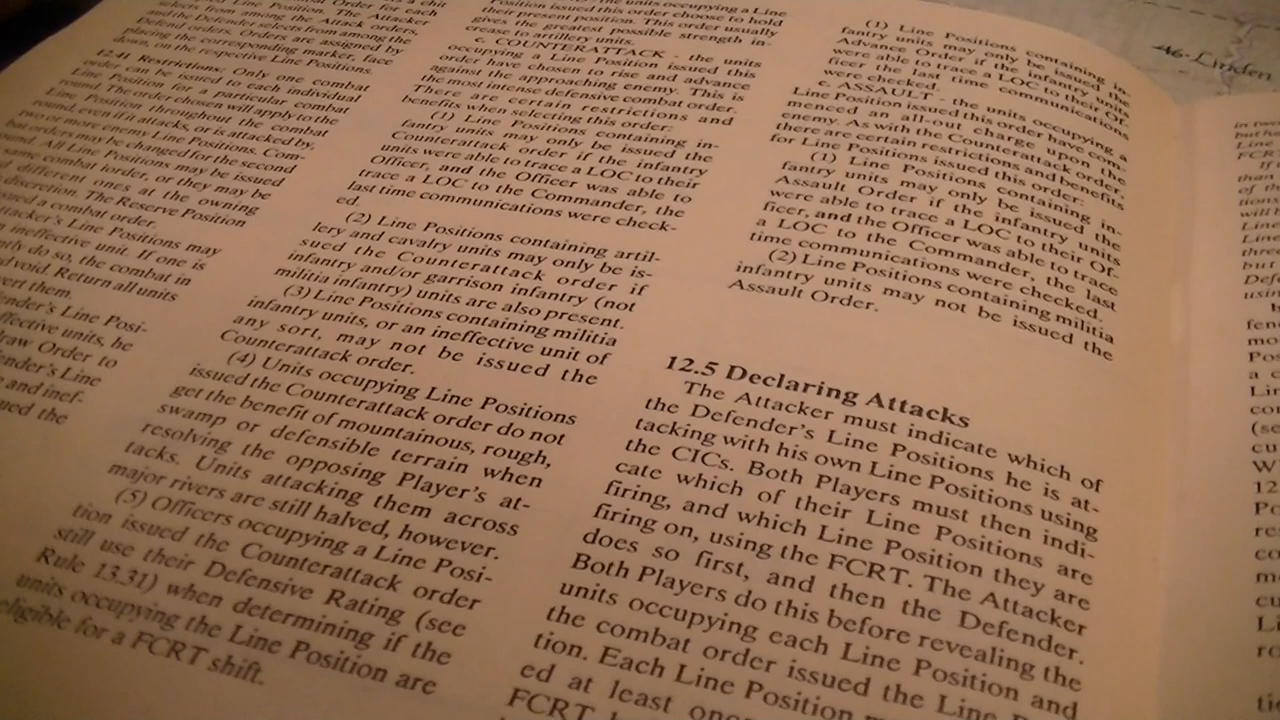 selects from among the Attack orders,
and the Defender selects from among the
Defend orders. Orders are assigned by
placing the corresponding marker, face
down, on the respective Line Positions.
12.41 Restrictions: Only one combat
order can be issued to each individual
Line Position for a particular combat
round. The order chosen will apply to the
Line Position throughout the combat
round, even if it attacks, or is attacked by,
two or more enemy Line Positions. Com-
bat orders may be changed for the second
round. All Line Positions may be issued
same combat order, or they may be
different ones at the owning
discretion. The Reserve Position
issued a combat order.
Attacker's Line Positions may
n ineffective unit. If one is
ntly do so, the combat in
d void. Return all units
vert them.
ender's Line Posi-
ffective units, he
raw Order to
ender's Line
and inef-
ued the
the units occupying a Line
Position issued this order choose to hold
their present position. This order usually
gives the greatest possible strength in-
crease to artillery units.
c. COUNTERATTACK - the units
occupying a Line Position issued this
order have chosen to rise and advance
against the approaching enemy. This is
the most intense defensive combat order.
There are certain restrictions and
benefits when selecting this order:
(1) Line Positions containing in-
fantry units may only be issued the
Counterattack order if the infantry
units were able to trace a LOC to their
Officer, and the Officer was able to
trace a LOC to the Commander, the
last time communications were check-
ed.
(2) Line Positions containing artil-
lery and cavalry units may only be is-
sued the Counterattack order if
infantry and/or garrison infantry (not
militia infantry) units are also present.
(3) Line Positions containing militia
infantry units, or an ineffective unit of
any sort, may not be issued the
Counterattack order.
(4) Units occupying Line Positions
issued the Counterattack order do not
get the benefit of mountainous, rough,
swamp or defensible terrain when
resolving the opposing Player's at-
tacks. Units attacking them across
major rivers are still halved, however.
(5) Officers occupying a Line Posi-
tion issued the Counterattack order
still use their Defensive Rating (see
Rule 13.31) when determining if the
units occupying the Line Position are
eligible for a FCRT shift.
(1) Line Positions containing in-
fantry units may only be issued the
Advance order if the infantry units
were able to trace a LOC to their Of-
ficer the last time communications
were checked.
c. ASSAULT - the units occupying a
Line Position issued this order have com-
menced an all-out charge upon the
enemy. As with the Counterattack order,
there are certain restrictions and benefits
for Line Positions issued this order:
(1) Line Positions containing in-
fantry units may only be issued the
Assault Order if the infantry units
were able to trace a LOC to their Of-
ficer, and the Officer was able to trace
a LOC to the Commander, the last
time communications were checked.
(2) Line Positions containing militia
infantry units may not be issued the
Assault Order.
12.5 Declaring Attacks
The Attacker must indicate which of
the Defender's Line Positions he is at-
tacking with his own Line Positions using
the CICs. Both Players must then indi-
cate which of their Line Positions are
firing, and which Line Position they are
firing on, using the FCRT. The Attacker
does so first, and then the Defender.
Both Players do this before revealing the
units occupying each Line Position and
the combat order issued the Line
tion. Each Line Position
ed at least one
FCRT
46-Linden